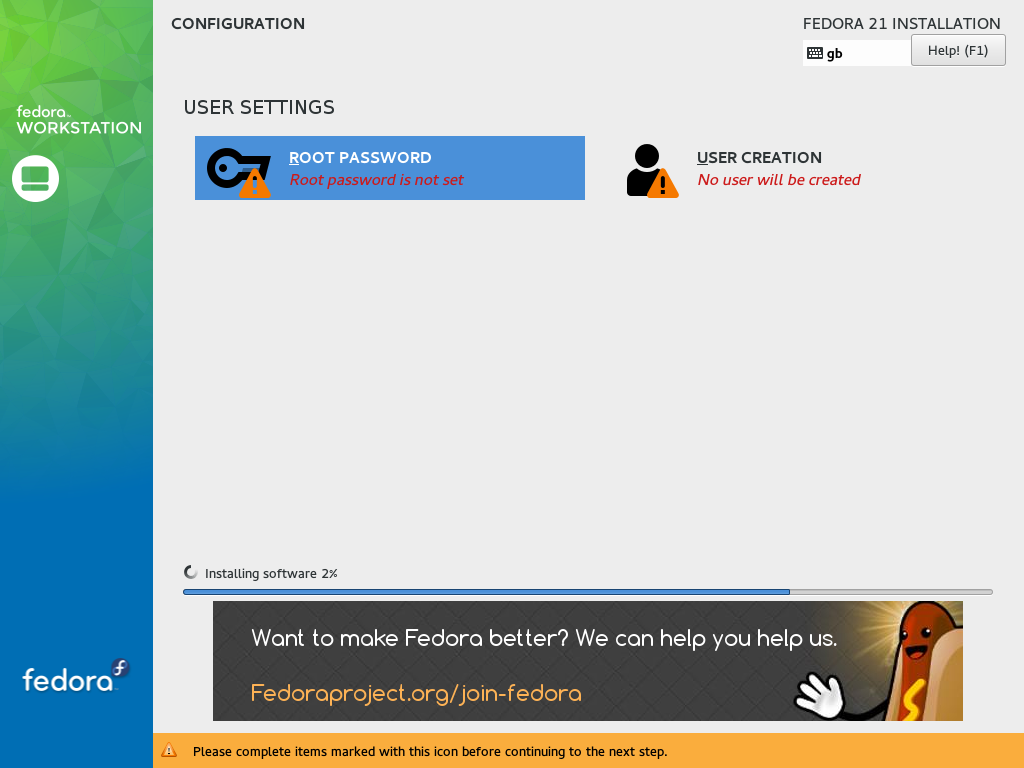 CONFIGURATION
FEDORA 21 INSTALLATION
gb
Help! (F1)
fedora
WORKSTATION
USER SETTINGS
ROOT PASSWORD
Root password is not set
USER CREATION
No user will be created
Installing software 2%
Want to make Fedora better? We can help you help us.
Fedoraproject.org/join-fedora
fedora
Please complete items marked with this icon before continuing to the next step.